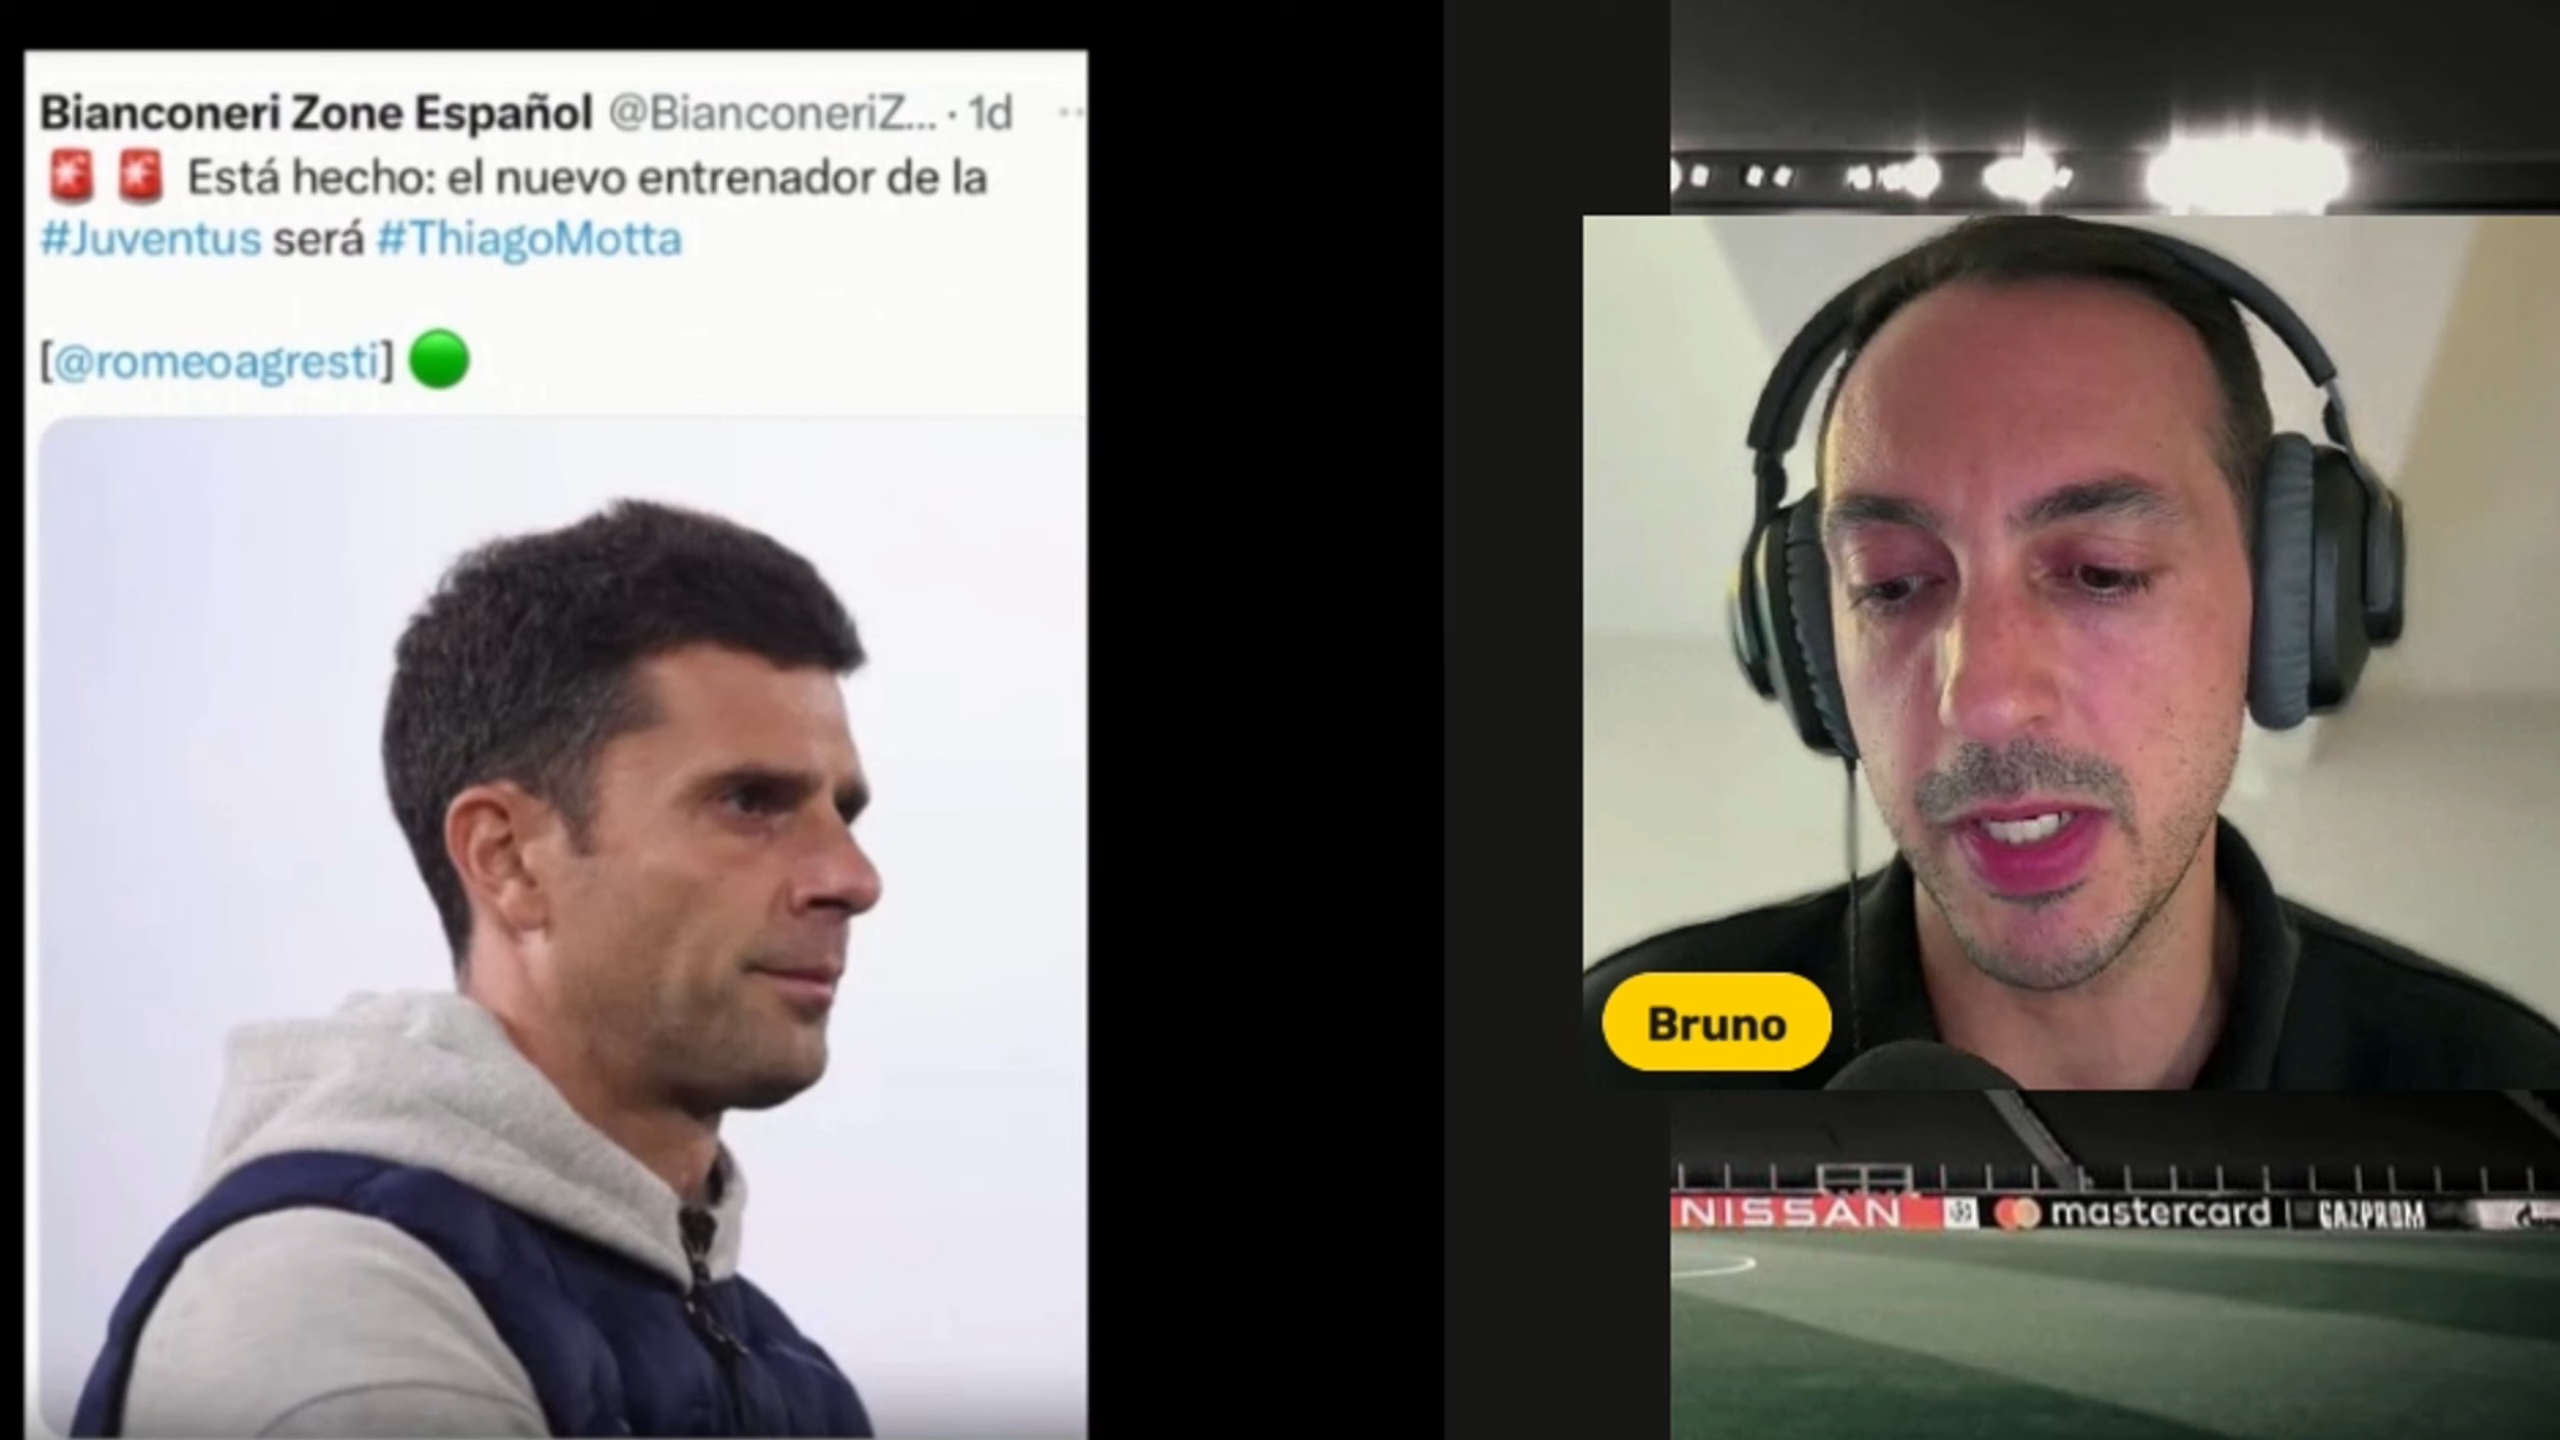 Bianconeri Zone Español @BianconeriZ... · 1d
🚨🚨 Está hecho: el nuevo entrenador de la
#Juventus será #ThiagoMotta
[@romeoagresti] 🟢
Bruno
NISSAN mastercard GAZPROM